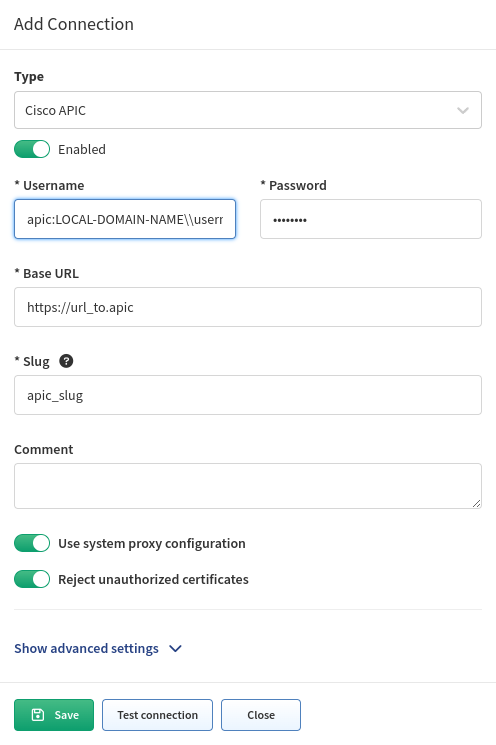 Add Connection
Type
Cisco APIC
Enabled
* Username
* Password
apic:LOCAL-DOMAIN-NAME\\usern
••••••••
* Base URL
https://url_to.apic
* Slug ?
apic_slug
Comment
Use system proxy configuration
Reject unauthorized certificates
Show advanced settings
Save
Test connection
Close